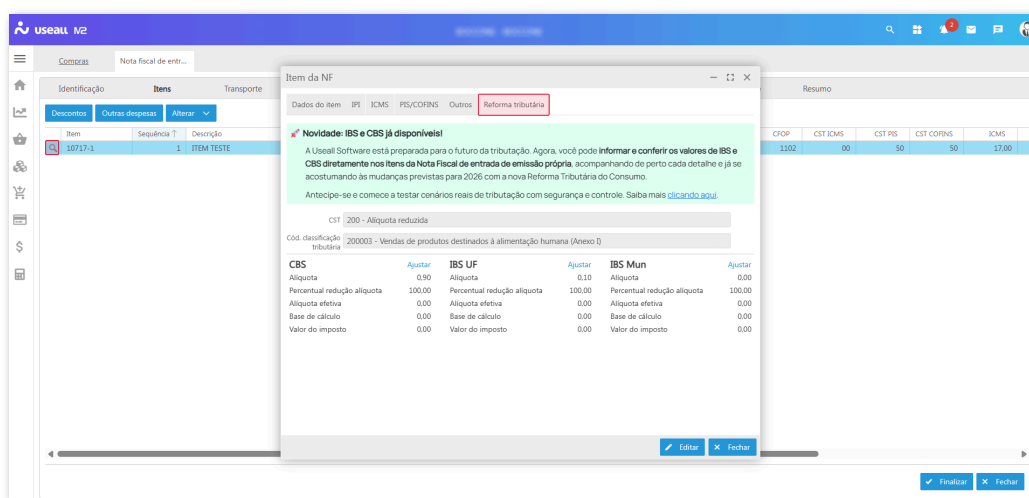 useall M2
2
Compras Nota fiscal de entr...
Identificação Itens Transporte Resumo
Descontos Outras despesas Alterar
Item Sequência Descrição CFOP CST ICMS CST PIS CST COFINS ICMS
10717-1 1 ITEM TESTE 1102 00 50 50 17,00
Item da NF
Dados do item IPI ICMS PIS/COFINS Outros Reforma tributária
🚀 Novidade: IBS e CBS já disponíveis!
A Useall Software está preparada para o futuro da tributação. Agora, você pode informar e conferir os valores de IBS e
CBS diretamente nos itens da Nota Fiscal de entrada de emissão própria, acompanhando de perto cada detalhe e já se
acostumando às mudanças previstas para 2026 com a nova Reforma Tributária do Consumo.
Antecipe-se e comece a testar cenários reais de tributação com segurança e controle. Saiba mais clicando aqui.
CST 200 - Alíquota reduzida
Cód. classificação
tributária 200003 - Vendas de produtos destinados à alimentação humana (Anexo I)
CBS Ajustar IBS UF Ajustar IBS Mun Ajustar
Alíquota 0,90 Alíquota 0,10 Alíquota 0,00
Percentual redução alíquota 100,00 Percentual redução alíquota 100,00 Percentual redução alíquota 100,00
Alíquota efetiva 0,00 Alíquota efetiva 0,00 Alíquota efetiva 0,00
Base de cálculo 0,00 Base de cálculo 0,00 Base de cálculo 0,00
Valor do imposto 0,00 Valor do imposto 0,00 Valor do imposto 0,00
Editar Fechar
Finalizar Fechar